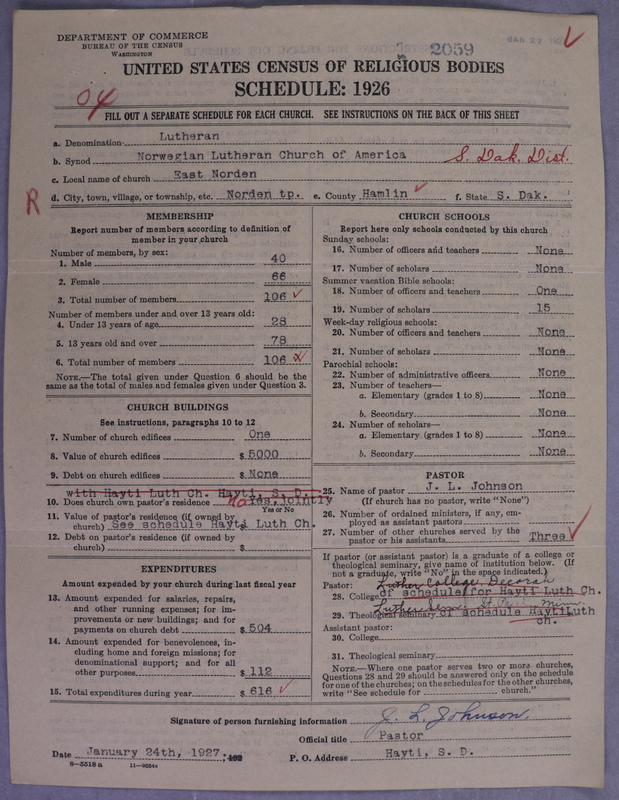 DEPARTMENT OF COMMERCE
BUREAU OF THE CENSUS
WASHINGTON
2059
JAN 27
UNITED STATES CENSUS OF RELIGIOUS BODIES
SCHEDULE: 1926
04
FILL OUT A SEPARATE SCHEDULE FOR EACH CHURCH. SEE INSTRUCTIONS ON THE BACK OF THIS SHEET
a. Denomination Lutheran
b. Synod Norwegian Lutheran Church of America S. Dak. Dist.
c. Local name of church East Norden
R d. City, town, village, or township, etc. Norden tp. e. County Hamlin f. State S. Dak.
MEMBERSHIP
Report number of members according to definition of
member in your church
Number of members, by sex:
1. Male 40
2. Female 66
3. Total number of members 106
Number of members under and over 13 years old:
4. Under 13 years of age 28
5. 13 years old and over 78
6. Total number of members 106
NOTE.—The total given under Question 6 should be
same as the total of males and females given under Question 3.
CHURCH BUILDINGS
See instructions, paragraphs 10 to 12
7. Number of church edifices One
8. Value of church edifices $ 5000
9. Debt on church edifices $ None
with Hayti Luth Ch. Hayti, S. D.
10. Does church own pastor's residence No Yes, jointly
Yes or No
11. Value of pastor's residence (if owned by
church) See schedule Hayti Luth Ch.
12. Debt on pastor's residence (if owned by
church) $
EXPENDITURES
Amount expended by your church during last fiscal year
13. Amount expended for salaries, repairs,
and other running expenses; for im-
provements or new buildings; and for
payments on church debt $ 504
14. Amount expended for benevolences, in-
cluding home and foreign missions; for
denominational support; and for all
other purposes $ 112
15. Total expenditures during year $ 616
CHURCH SCHOOLS
Report here only schools conducted by this church
Sunday schools:
16. Number of officers and teachers None
17. Number of scholars None
Summer vacation Bible schools:
18. Number of officers and teachers One
19. Number of scholars 15
Week-day religious schools:
20. Number of officers and teachers None
21. Number of scholars None
Parochial schools:
22. Number of administrative officers None
23. Number of teachers—
a. Elementary (grades 1 to 8) None
b. Secondary None
24. Number of scholars—
a. Elementary (grades 1 to 8) None
b. Secondary None
PASTOR
25. Name of pastor J. L. Johnson
(If church has no pastor, write "None")
26. Number of ordained ministers, if any, em-
ployed as assistant pastors
27. Number of other churches served by the
pastor or his assistants Three
If pastor (or assistant pastor) is a graduate of a college or
theological seminary, give name of institution below. (If
not a graduate, write "No" in the space indicated.)
Pastor: Luther College Decorah
28. College of schedule for Hayti Luth Ch.
Luther Sem. St. P. Minn
29. Theological seminary of schedule Hayti Luth
ch.
Assistant pastor:
30. College
31. Theological seminary
NOTE.—Where one pastor serves two or more churches,
Questions 28 and 29 should be answered only on the schedule
for one of the churches; on the schedules for the other churches,
write "See schedule for church."
Signature of person furnishing information J. L. Johnson.
Official title Pastor
Date January 24th, 1927, 192 P. O. Address Hayti, S. D.
8—5518a 11—9054a